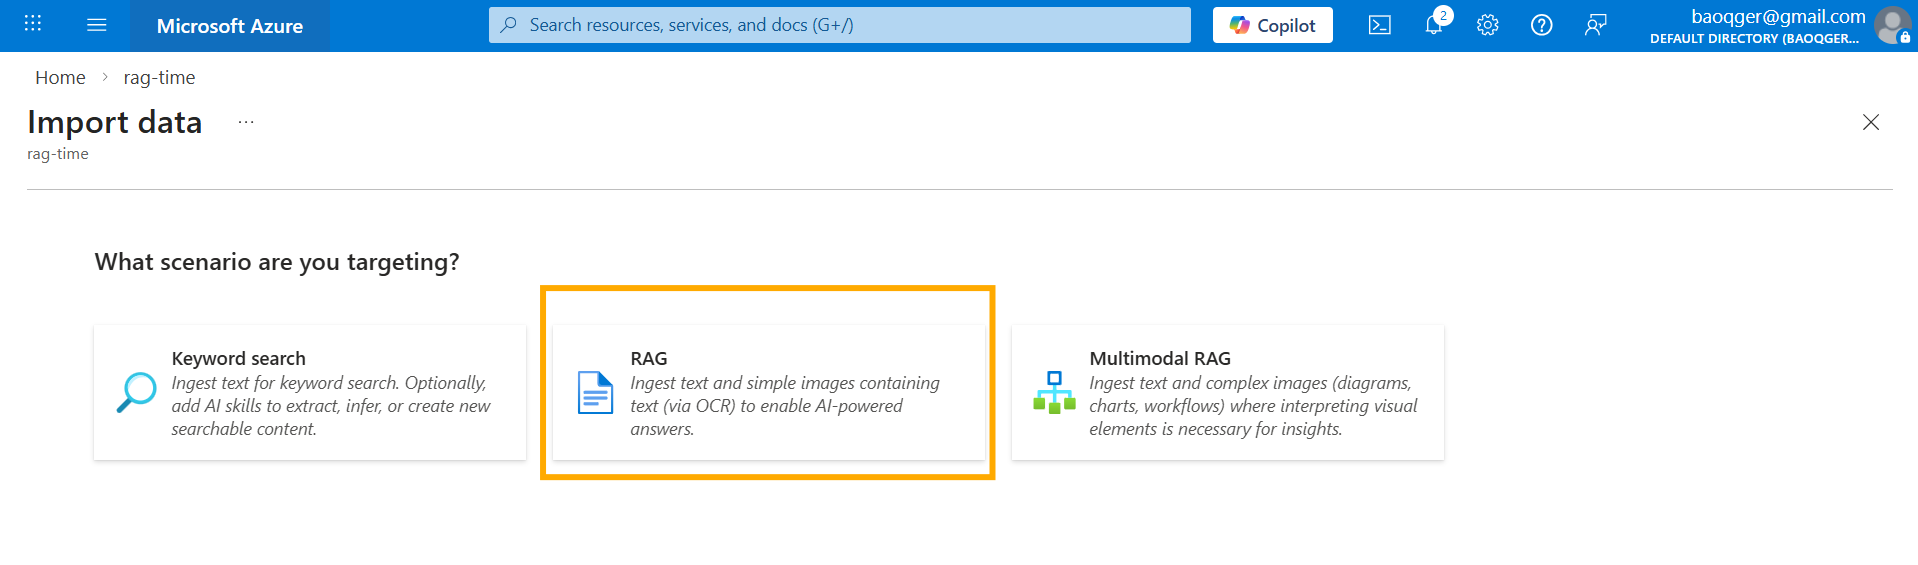 Microsoft Azure
Search resources, services, and docs (G+/)
Copilot
2
baoqger@gmail.com
DEFAULT DIRECTORY (BAOQGER...
Home > rag-time
Import data ...
rag-time
What scenario are you targeting?
Keyword search
Ingest text for keyword search. Optionally,
add AI skills to extract, infer, or create new
searchable content.
RAG
Ingest text and simple images containing
text (via OCR) to enable AI-powered
answers.
Multimodal RAG
Ingest text and complex images (diagrams,
charts, workflows) where interpreting visual
elements is necessary for insights.